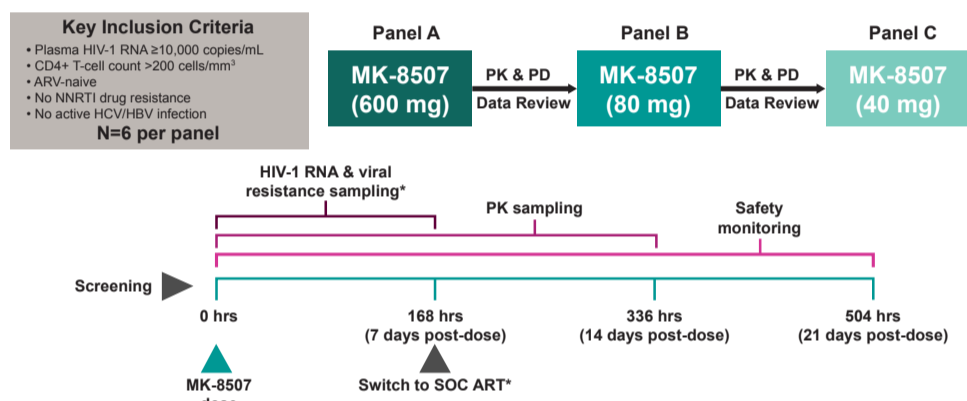 Key Inclusion Criteria
• Plasma HIV-1 RNA ≥10,000 copies/mL
• CD4+ T-cell count >200 cells/mm³
• ARV-naive
• No NNRTI drug resistance
• No active HCV/HBV infection
N=6 per panel
Panel A
MK-8507
(600 mg)
PK & PD
Data Review
Panel B
MK-8507
(80 mg)
PK & PD
Data Review
Panel C
MK-8507
(40 mg)
HIV-1 RNA & viral
resistance sampling*
PK sampling
Safety
monitoring
Screening
0 hrs
168 hrs
(7 days post-dose)
336 hrs
(14 days post-dose)
504 hrs
(21 days post-dose)
MK-8507
Switch to SOC ART*